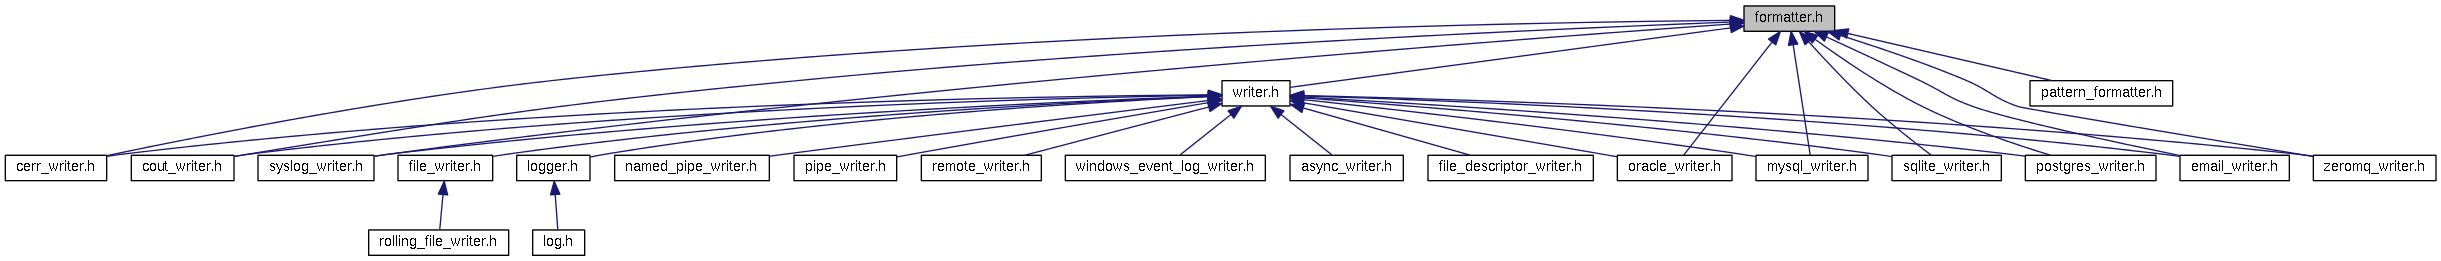 formatter.h
writer.h
pattern_formatter.h
cerr_writer.h
cout_writer.h
syslog_writer.h
file_writer.h
logger.h
named_pipe_writer.h
pipe_writer.h
remote_writer.h
windows_event_log_writer.h
async_writer.h
file_descriptor_writer.h
oracle_writer.h
mysql_writer.h
sqlite_writer.h
postgres_writer.h
email_writer.h
zeromq_writer.h
rolling_file_writer.h
log.h